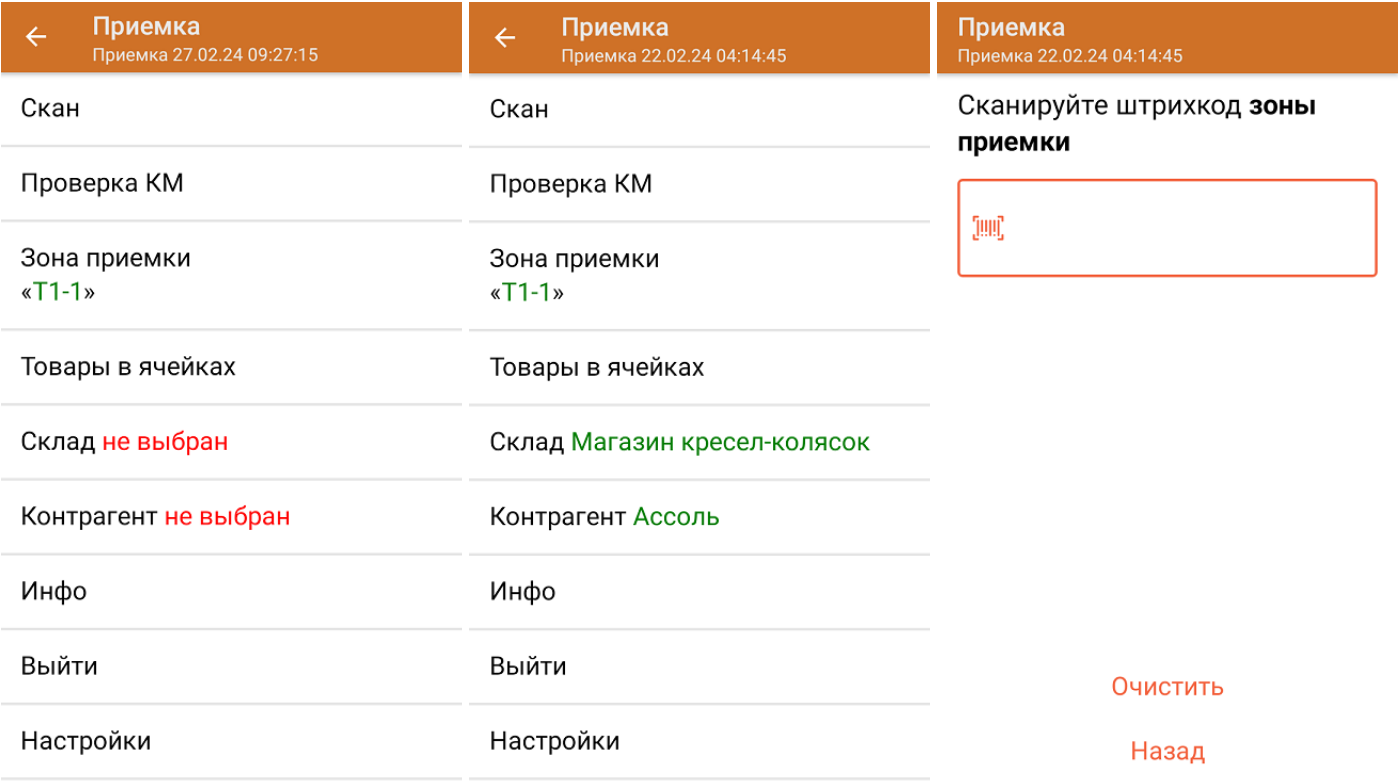 Приемка
Приемка 27.02.24 09:27:15
Скан
Проверка КМ
Зона приемки
«Т1-1»
Товары в ячейках
Склад не выбран
Контрагент не выбран
Инфо
Выйти
Настройки
Приемка
Приемка 22.02.24 04:14:45
Скан
Проверка КМ
Зона приемки
«Т1-1»
Товары в ячейках
Склад Магазин кресел-колясок
Контрагент Ассоль
Инфо
Выйти
Настройки
Приемка
Приемка 22.02.24 04:14:45
Сканируйте штрихкод зоны
приемки
Очистить
Назад